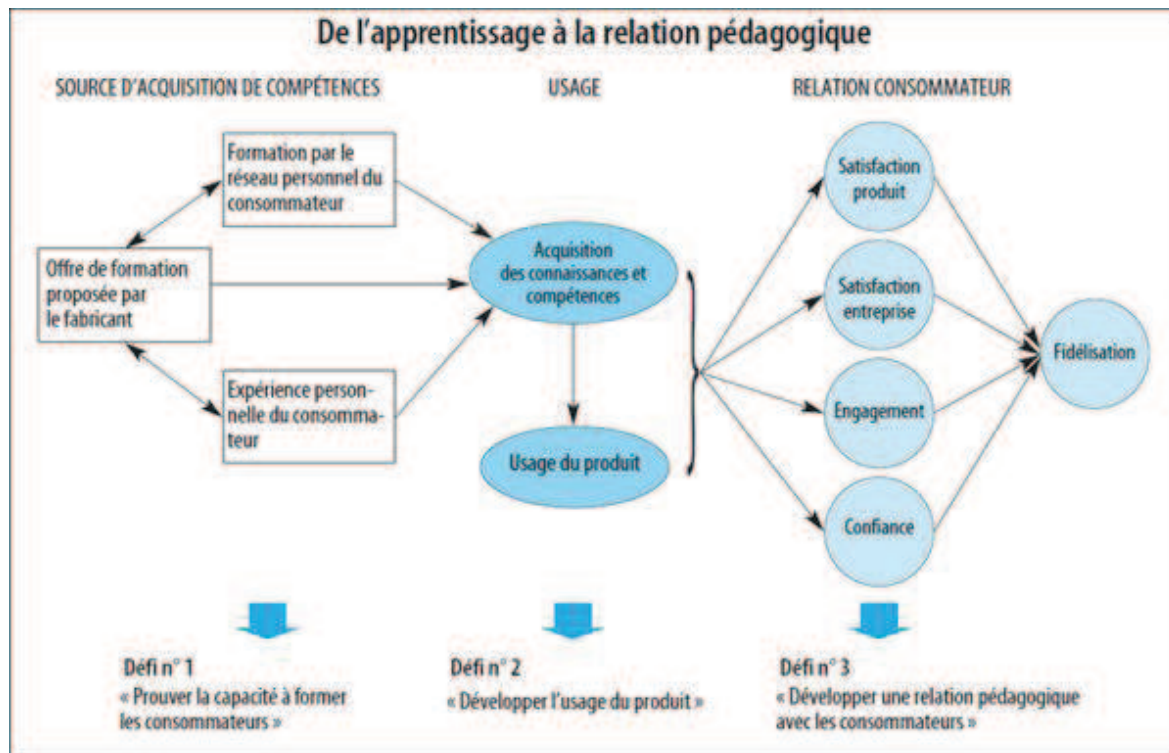 De l'apprentissage à la relation pédagogique
SOURCE D'ACQUISITION DE COMPÉTENCES
USAGE
RELATION CONSOMMATEUR
Formation par le
réseau personnel du
consommateur
Offre de formation
proposée par
le fabricant
Expérience person-
nelle du consomma-
teur
Acquisition
des connaissances et
compétences
Usage du produit
Satisfaction
produit
Satisfaction
entreprise
Engagement
Confiance
Fidélisation
Défi n° 1
« Prouver la capacité à former
les consommateurs »
Défi n° 2
« Développer l'usage du produit »
Défi n° 3
« Développer une relation pédagogique
avec les consommateurs »